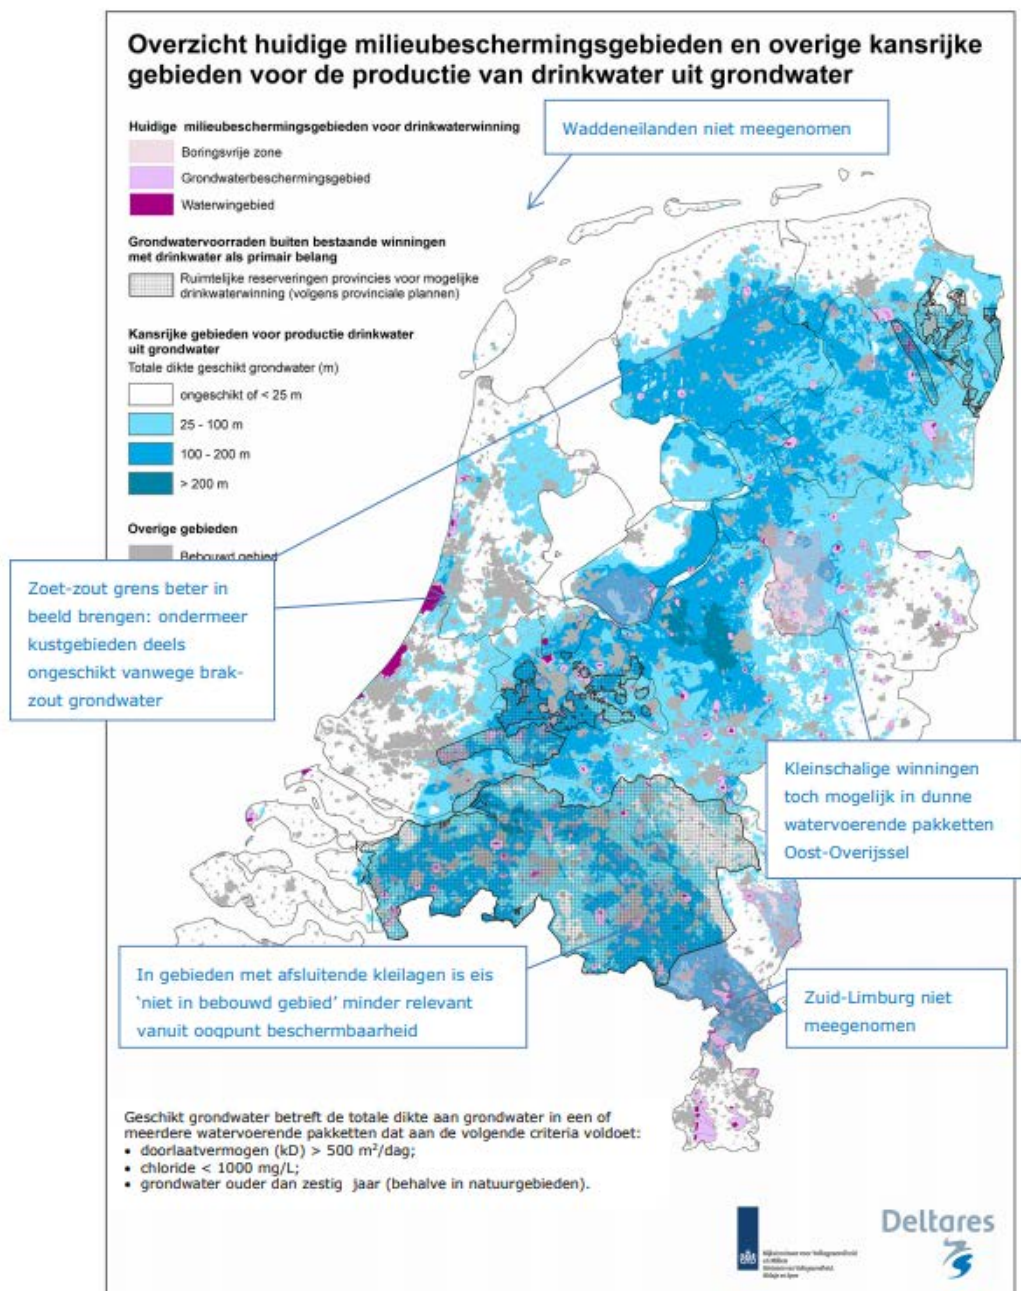 Overzicht huidige milieubeschermingsgebieden en overige kansrijke
gebieden voor de productie van drinkwater uit grondwater
Huidige milieubeschermingsgebieden voor drinkwaterwinning
Boringsvrije zone
Grondwaterbeschermingsgebied
Waterwingebied
Waddeneilanden niet meegenomen
Grondwatervoorraden buiten bestaande winningen
met drinkwater als primair belang
Ruimtelijke reserveringen provincies voor mogelijke
drinkwaterwinning (volgens provinciale plannen)
Kansrijke gebieden voor productie drinkwater
uit grondwater
Totale dikte geschikt grondwater (m)
ongeschikt of < 25 m
25 - 100 m
100 - 200 m
> 200 m
Overige gebieden
Bebouwd gebied
Zoet-zout grens beter in
beeld brengen: ondermeer
kustgebieden deels
ongeschikt vanwege brak-
zout grondwater
Kleinschalige winningen
toch mogelijk in dunne
watervoerende pakketten
Oost-Overijssel
In gebieden met afsluitende kleilagen is eis
‘niet in bebouwd gebied’ minder relevant
vanuit oogpunt beschermbaarheid
Zuid-Limburg niet
meegenomen
Geschikt grondwater betreft de totale dikte aan grondwater in een of
meerdere watervoerende pakketten dat aan de volgende criteria voldoet:
• doorlaatvermogen (kD) > 500 m²/dag;
• chloride < 1000 mg/L;
• grondwater ouder dan zestig jaar (behalve in natuurgebieden).
Deltares